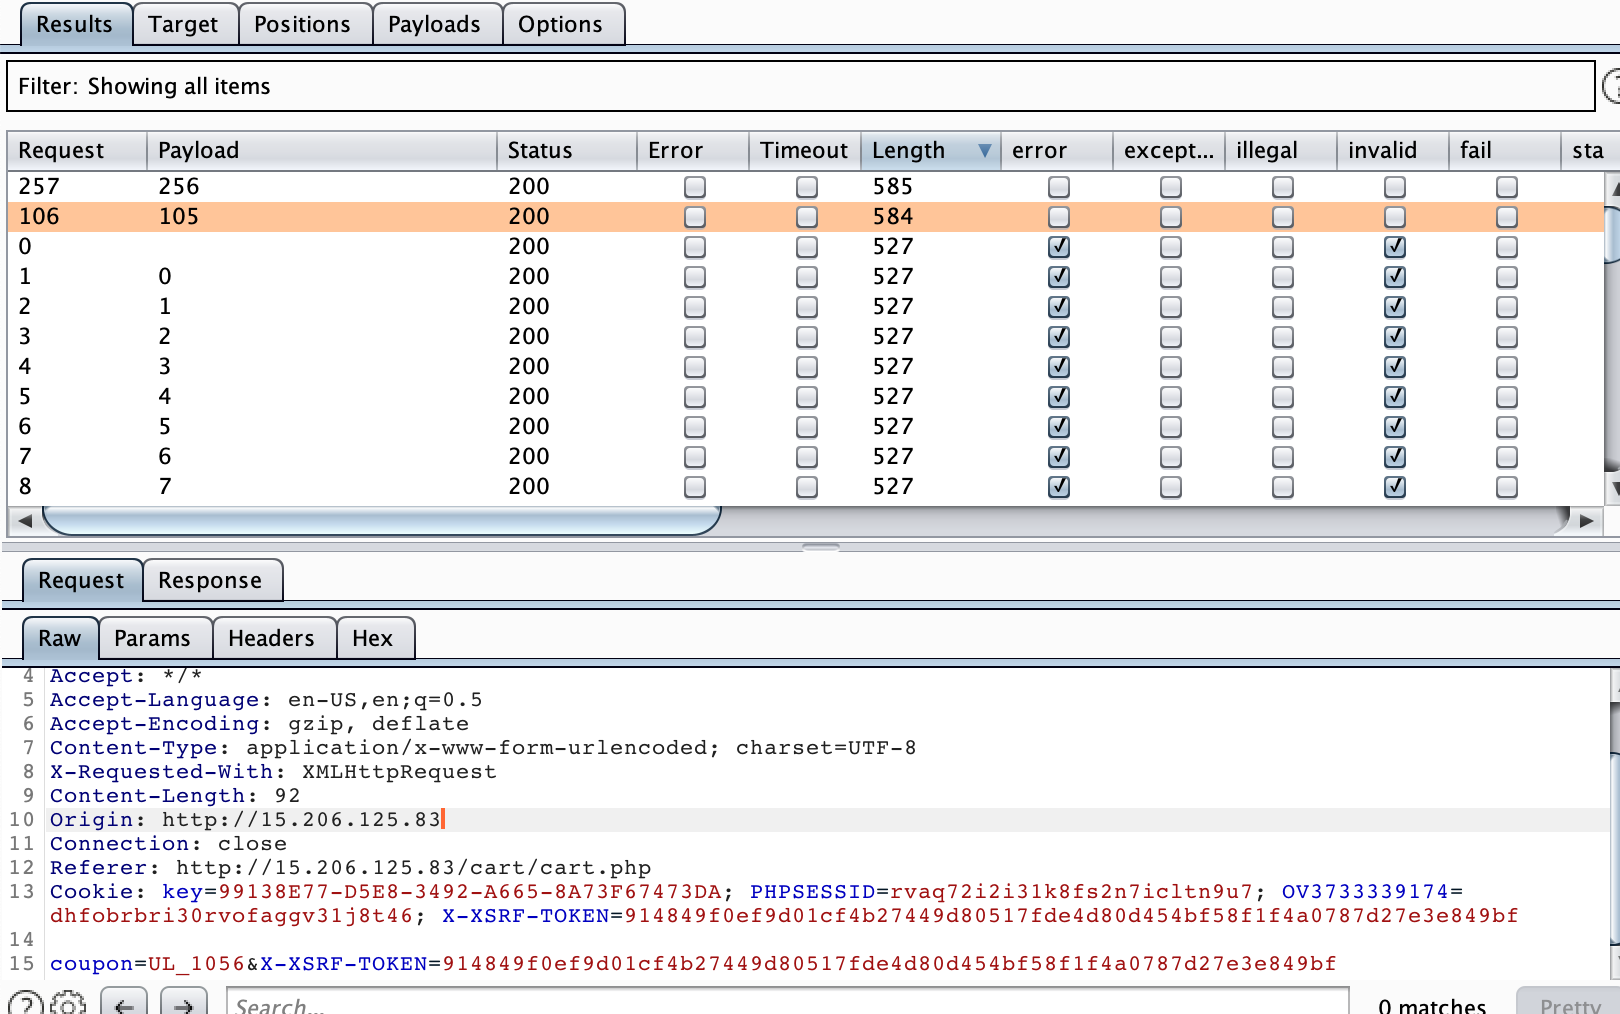 Results Target Positions Payloads Options
Filter: Showing all items
Request Payload Status Error Timeout Length error except... illegal invalid fail sta
257 256 200 585
106 105 200 584
0 200 527
1 0 200 527
2 1 200 527
3 2 200 527
4 3 200 527
5 4 200 527
6 5 200 527
7 6 200 527
8 7 200 527
Request Response
Raw Params Headers Hex
4 Accept: */*
5 Accept-Language: en-US,en;q=0.5
6 Accept-Encoding: gzip, deflate
7 Content-Type: application/x-www-form-urlencoded; charset=UTF-8
8 X-Requested-With: XMLHttpRequest
9 Content-Length: 92
10 Origin: http://15.206.125.83
11 Connection: close
12 Referer: http://15.206.125.83/cart/cart.php
13 Cookie: key=99138E77-D5E8-3492-A665-8A73F67473DA; PHPSESSID=rvaq72i2i31k8fs2n7icltn9u7; OV3733339174=
dhfobrbri30rvofaggv31j8t46; X-XSRF-TOKEN=914849f0ef9d01cf4b27449d80517fde4d80d454bf58f1f4a0787d27e3e849bf
14
15 coupon=UL_1056&X-XSRF-TOKEN=914849f0ef9d01cf4b27449d80517fde4d80d454bf58f1f4a0787d27e3e849bf
? Search... 0 matches Pretty